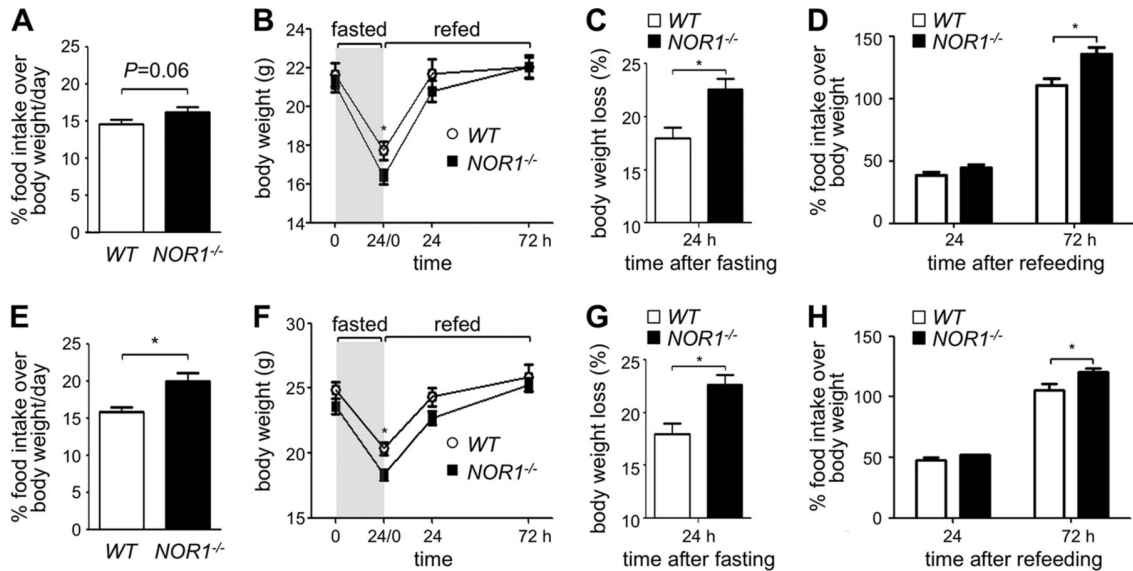 A
% food intake over
body weight/day
25
20
15
10
5
0
P=0.06
WT NOR1-/-
B
fasted refed
body weight (g)
22
20
18
16
14
*
WT
NOR1-/-
0 24/0 24 72 h
time
C
WT
NOR1-/-
body weight loss (%)
25
20
15
10
*
24 h
time after fasting
D
WT
NOR1-/-
% food intake over
body weight
150
100
50
0
*
24 72 h
time after refeeding
E
% food intake over
body weight/day
25
20
15
10
5
0
*
WT NOR1-/-
F
fasted refed
body weight (g)
30
25
20
15
*
WT
NOR1-/-
0 24/0 24 72 h
time
G
WT
NOR1-/-
body weight loss (%)
25
20
15
10
*
24 h
time after fasting
H
WT
NOR1-/-
% food intake over
body weight
150
100
50
0
*
24 72 h
time after refeeding